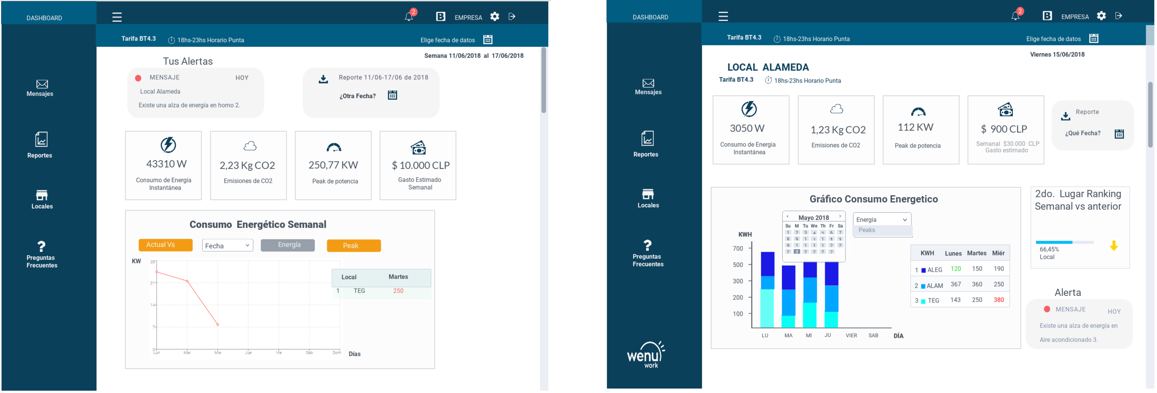 DASHBOARD
2
B EMPRESA
Tarifa BT4.3 18hs-23hs Horario Punta Elige fecha de datos
Semana 11/06/2018 al 17/06/2018
Mensajes
Reportes
Locales
Preguntas
Frecuentes
Tus Alertas
MENSAJE HOY
Local Alameda
Existe una alza de energía en horno 2.
Reporte 11/06-17/06 de 2018
¿Otra Fecha?
43310 W
Consumo de Energía
Instantánea
2,23 Kg CO2
Emisiones de CO2
250,77 KW
Peak de potencia
$ 10.000 CLP
Gasto Estimado
Semanal
Consumo Energético Semanal
Actual Vs Fecha Energía Peak
KW
Local Martes
1 TEG 250
Días
DASHBOARD
2
B EMPRESA
Tarifa BT4.3 18hs-23hs Horario Punta Elige fecha de datos
Viernes 15/06/2018
Mensajes
Reportes
Locales
Preguntas
Frecuentes
wenu
work
LOCAL ALAMEDA
Tarifa BT4.3 18hs-23hs Horario Punta
3050 W
Consumo de Energía
Instantánea
1,23 Kg CO2
Emisiones de CO2
112 KW
Peak de potencia
$ 900 CLP
Semanal $30.000 CLP
Gasto estimado
Reporte
¿Qué Fecha?
Gráfico Consumo Energetico
Mayo 2018
Su M Tu We Th Fr Sa
Energía
Peaks
KWH
700
500
300
200
100
LU MA MI JU VIER SAB DÍA
KWH Lunes Martes Miér
1 ALEG 120 150 190
2 ALAM 367 360 250
3 TEG 143 250 380
2do. Lugar Ranking
Semanal vs anterior
66,45%
Local
Alerta
MENSAJE HOY
Existe una alza de energía en
Aire acondicionado 3.